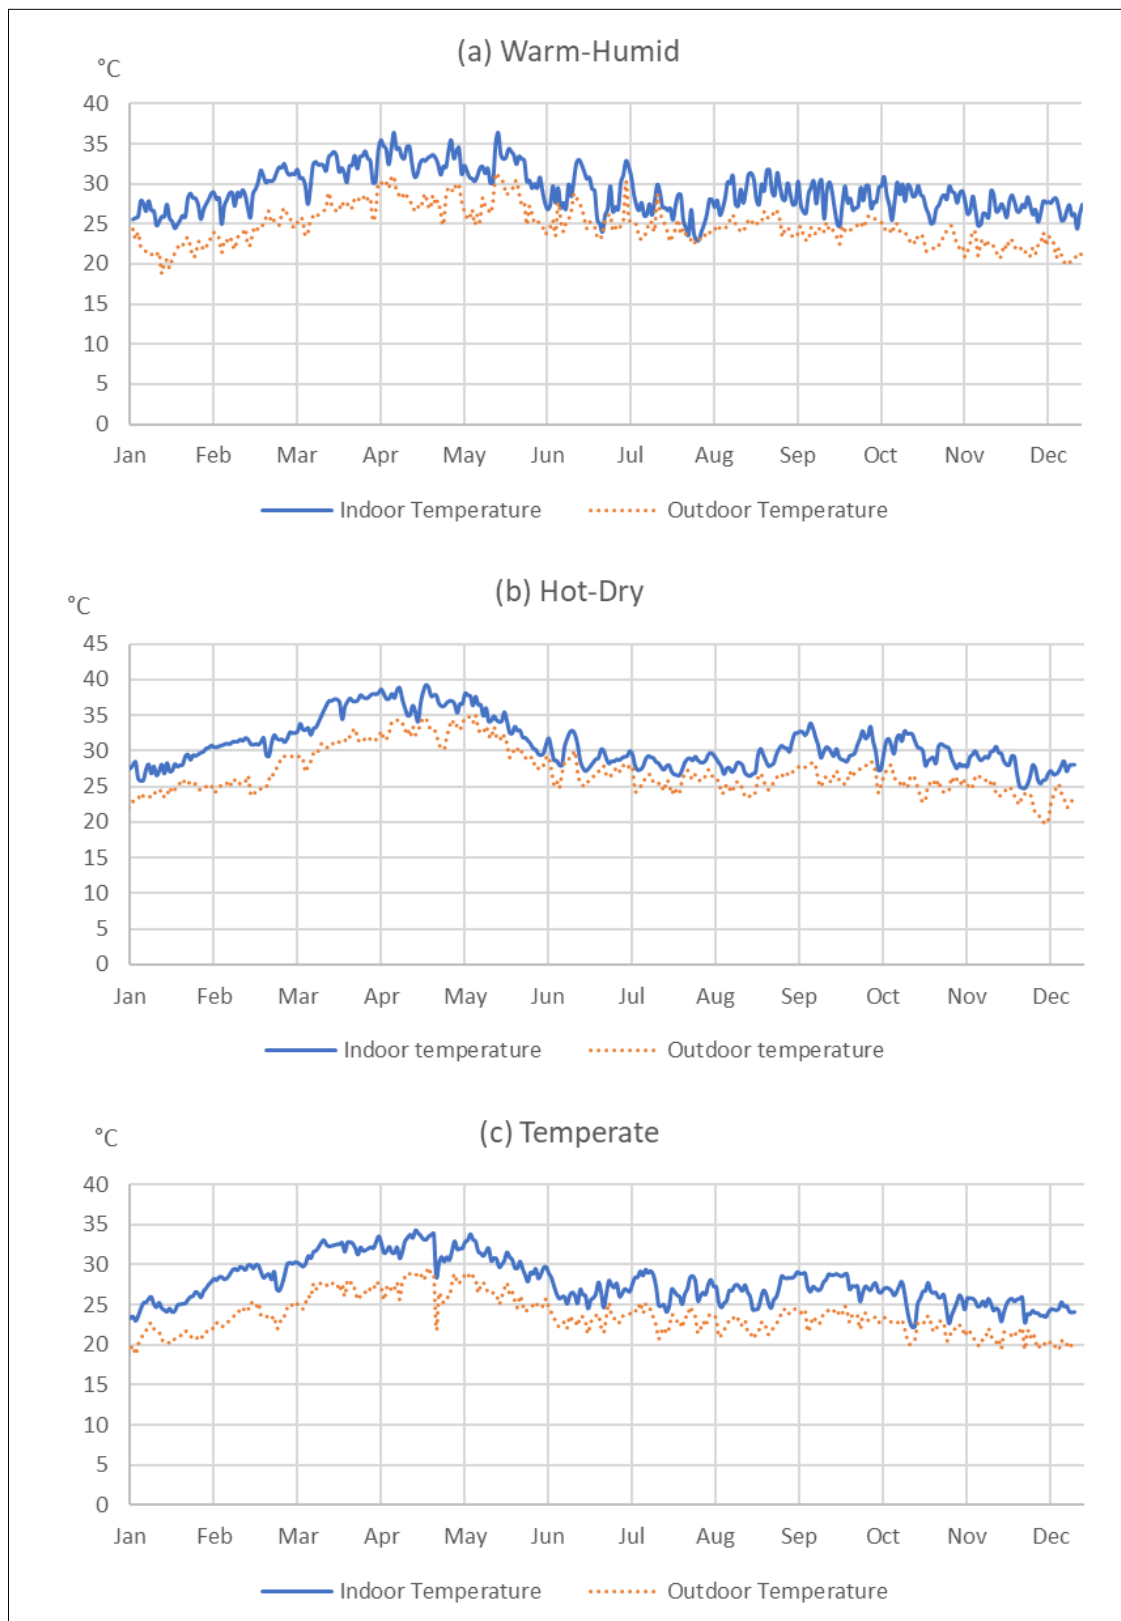 (a) Warm-Humid
°C
40
35
30
25
20
15
10
5
0
Jan Feb Mar Apr May Jun Jul Aug Sep Oct Nov Dec
Indoor Temperature Outdoor Temperature
(b) Hot-Dry
°C
45
40
35
30
25
20
15
10
5
0
Jan Feb Mar Apr May Jun Jul Aug Sep Oct Nov Dec
Indoor temperature Outdoor temperature
(c) Temperate
°C
40
35
30
25
20
15
10
5
0
Jan Feb Mar Apr May Jun Jul Aug Sep Oct Nov Dec
Indoor Temperature Outdoor Temperature